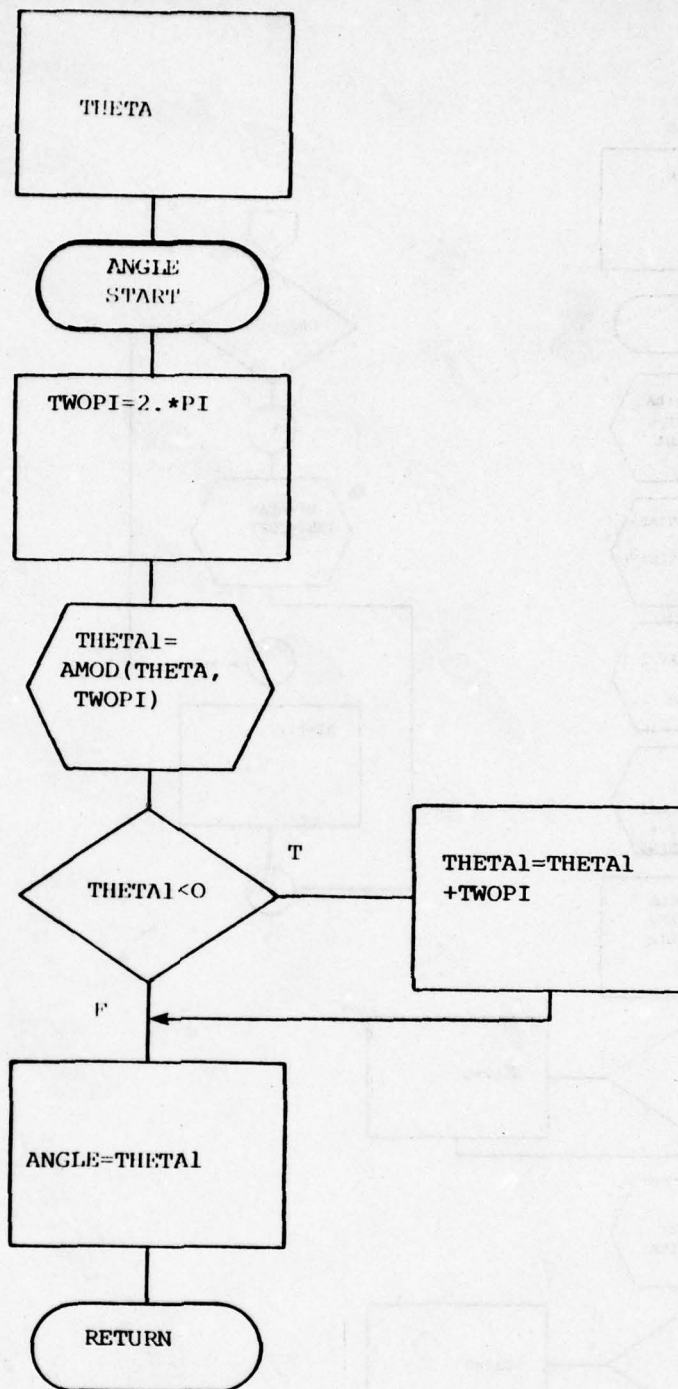 THETA
ANGLE
START
TWOPI=2.*PI
THETA1=
AMOD(THETA,
TWOPI)
THETA1<0
T
THETA1=THETA1
+TWOPI
F
ANGLE=THETA1
RETURN